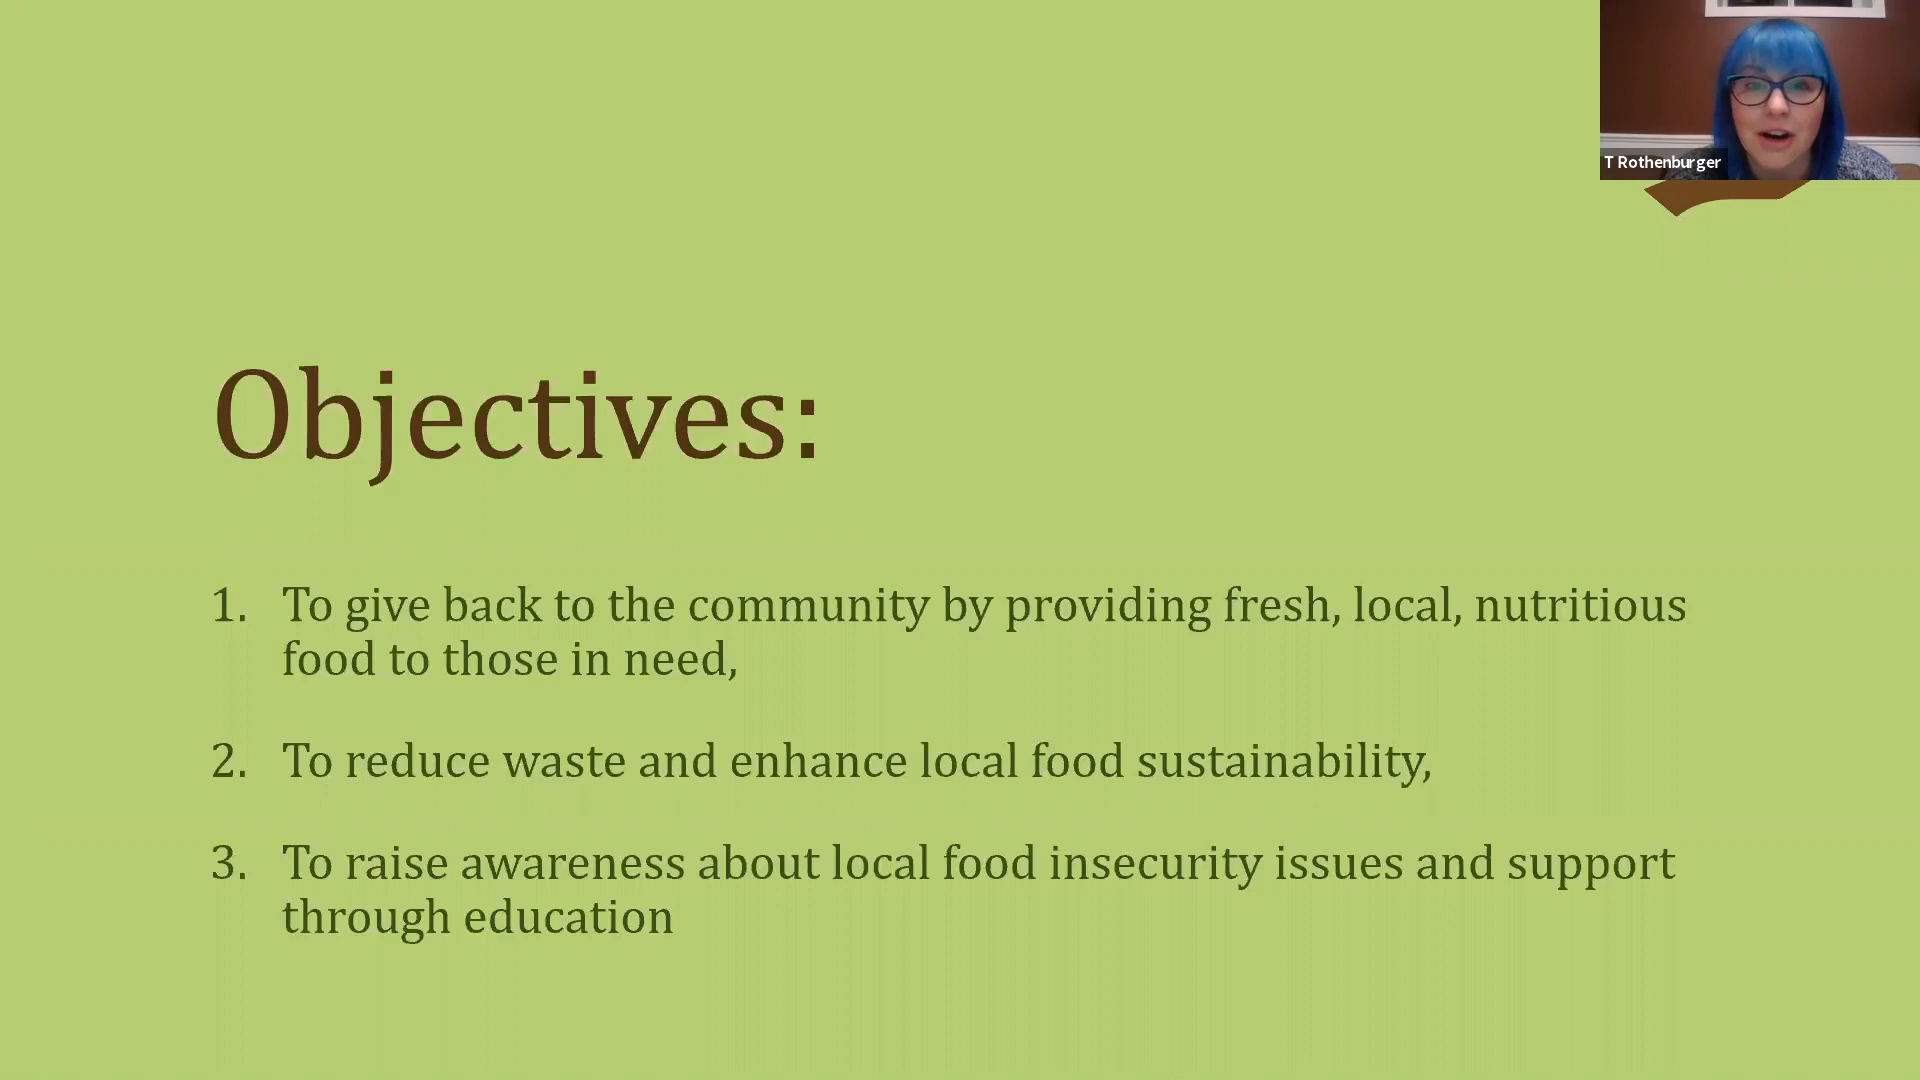 T Rothenburger
Objectives:
1. To give back to the community by providing fresh, local, nutritious
food to those in need,
2. To reduce waste and enhance local food sustainability,
3. To raise awareness about local food insecurity issues and support
through education